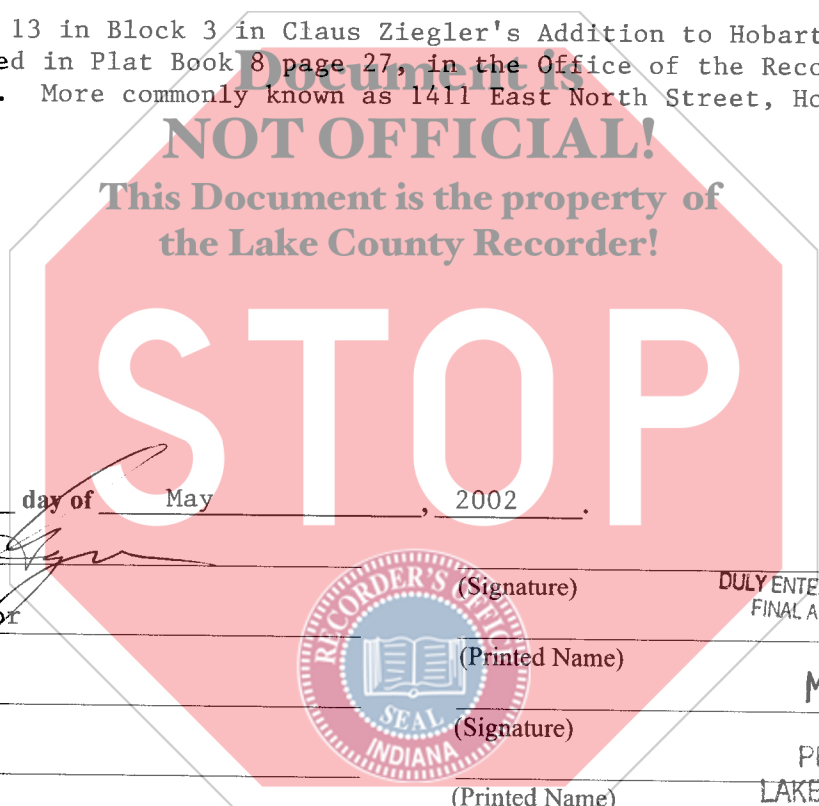 13 in Block 3 in Claus Ziegler's Addition to Hobart
ed in Plat Book 8 page 27, in the Office of the Reco
Document is
. More commonly known as 1411 East North Street, Ho
NOT OFFICIAL!
This Document is the property of
the Lake County Recorder!
STOP
day of May, 2002.
(Signature)
DULY ENTE
FINAL A
or
(Printed Name)
M
(Signature)
LAKE
(Printed Name)
RECORDER'S OFFICE
SEAL
INDIANA